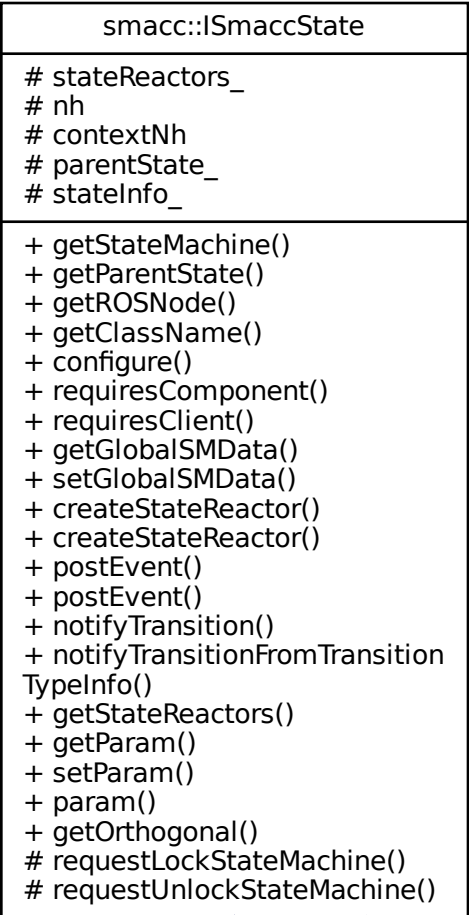 smacc::ISmaccState
# stateReactors_
# nh
# contextNh
# parentState_
# stateInfo_
+ getStateMachine()
+ getParentState()
+ getROSNode()
+ getClassName()
+ configure()
+ requiresComponent()
+ requiresClient()
+ getGlobalSMData()
+ setGlobalSMData()
+ createStateReactor()
+ createStateReactor()
+ postEvent()
+ postEvent()
+ notifyTransition()
+ notifyTransitionFromTransition
TypeInfo()
+ getStateReactors()
+ getParam()
+ setParam()
+ param()
+ getOrthogonal()
# requestLockStateMachine()
# requestUnlockStateMachine()